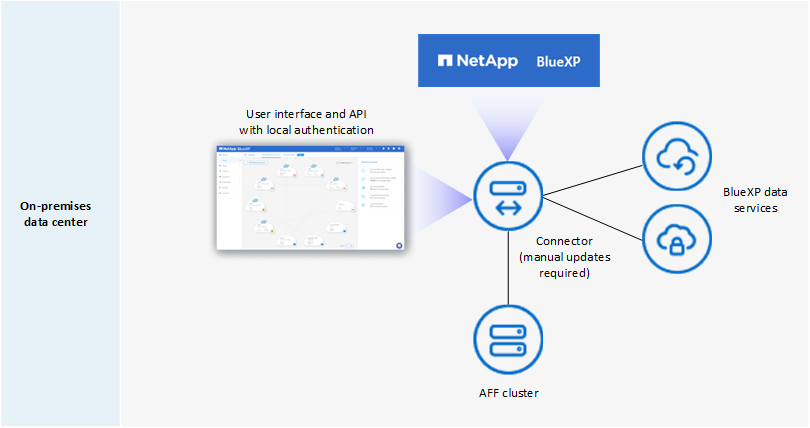 NetApp BlueXP
User interface and API
with local authentication
NetApp BlueXP
On-premises
data center
BlueXP data
services
Connector
(manual updates
required)
AFF cluster